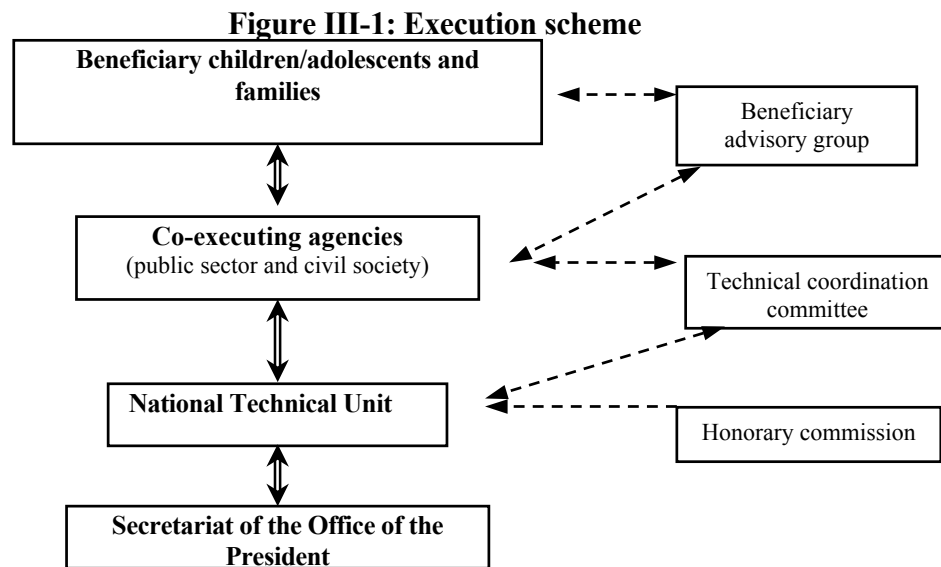 Figure III-1: Execution scheme
Beneficiary children/adolescents and
families
Beneficiary
advisory group
Co-executing agencies
(public sector and civil society)
Technical coordination
committee
National Technical Unit
Honorary commission
Secretariat of the Office of the
President